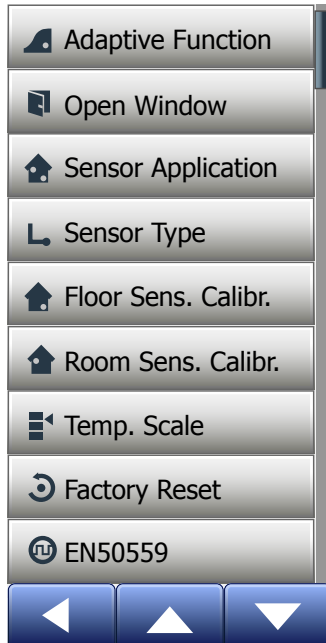 Adaptive Function
Open Window
Sensor Application
Sensor Type
Floor Sens. Calibr.
Room Sens. Calibr.
Temp. Scale
Factory Reset
EN50559